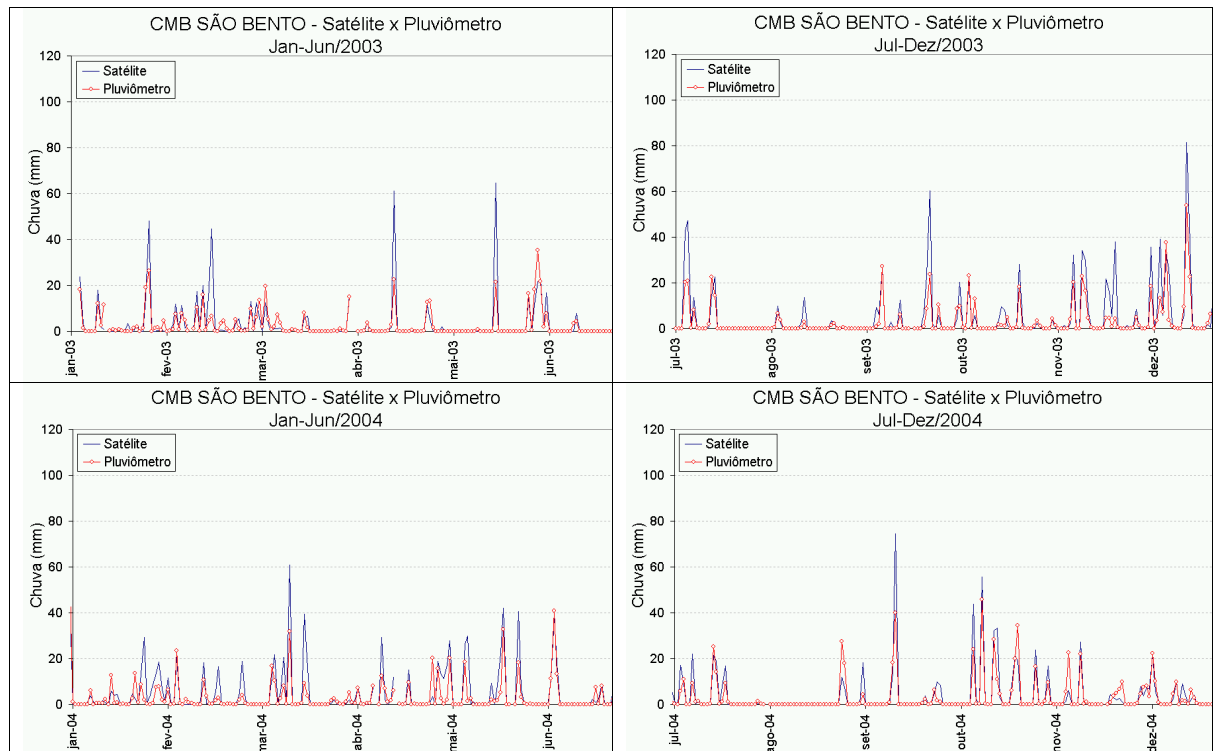 CMB SÃO BENTO - Satélite x Pluviômetro
Jan-Jun/2003
Chuva (mm)
120
100
80
60
40
20
0
Satélite
Pluviômetro
jan-03
fev-03
mar-03
abr-03
mai-03
jun-03
CMB SÃO BENTO - Satélite x Pluviômetro
Jul-Dez/2003
Chuva (mm)
120
100
80
60
40
20
0
Satélite
Pluviômetro
jul-03
ago-03
set-03
out-03
nov-03
dez-03
CMB SÃO BENTO - Satélite x Pluviômetro
Jan-Jun/2004
Chuva (mm)
120
100
80
60
40
20
0
Satélite
Pluviômetro
jan-04
fev-04
mar-04
abr-04
mai-04
jun-04
CMB SÃO BENTO - Satélite x Pluviômetro
Jul-Dez/2004
Chuva (mm)
120
100
80
60
40
20
0
Satélite
Pluviômetro
jul-04
ago-04
set-04
out-04
nov-04
dez-04